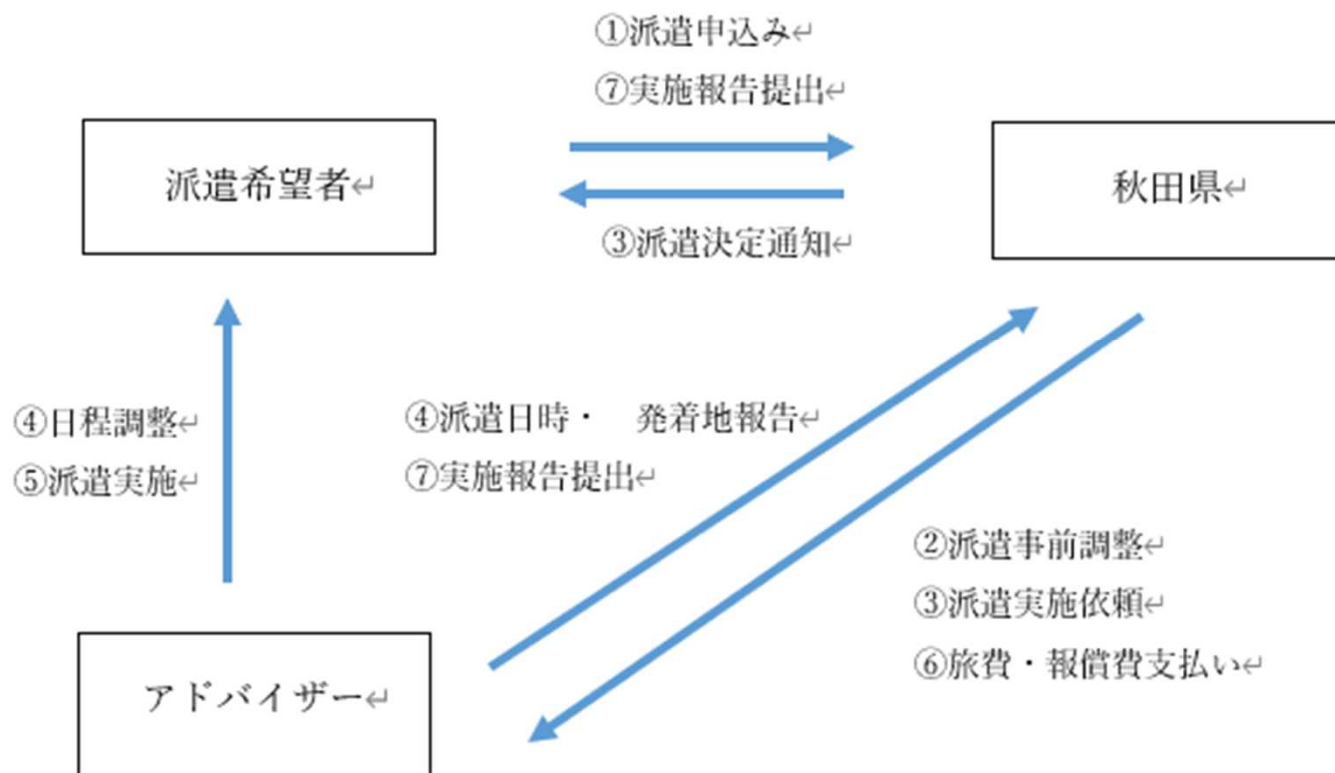 ①派遣申込み↵
⑦実施報告提出↵
派遣希望者↵
秋田県↵
③派遣決定通知↵
④日程調整↵
⑤派遣実施↵
④派遣日時・　発着地報告↵
⑦実施報告提出↵
②派遣事前調整↵
③派遣実施依頼↵
⑥旅費・報償費支払い↵
アドバイザー↵